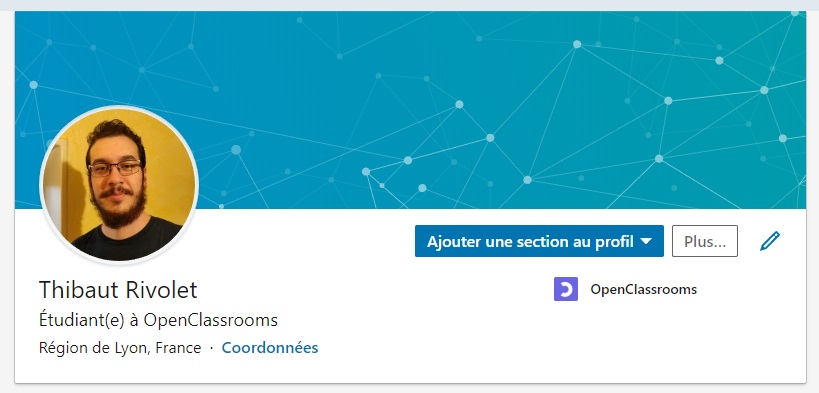 Ajouter une section au profil
Plus...
Thibaut Rivolet
OpenClassrooms
Étudiant(e) à OpenClassrooms
Région de Lyon, France · Coordonnées